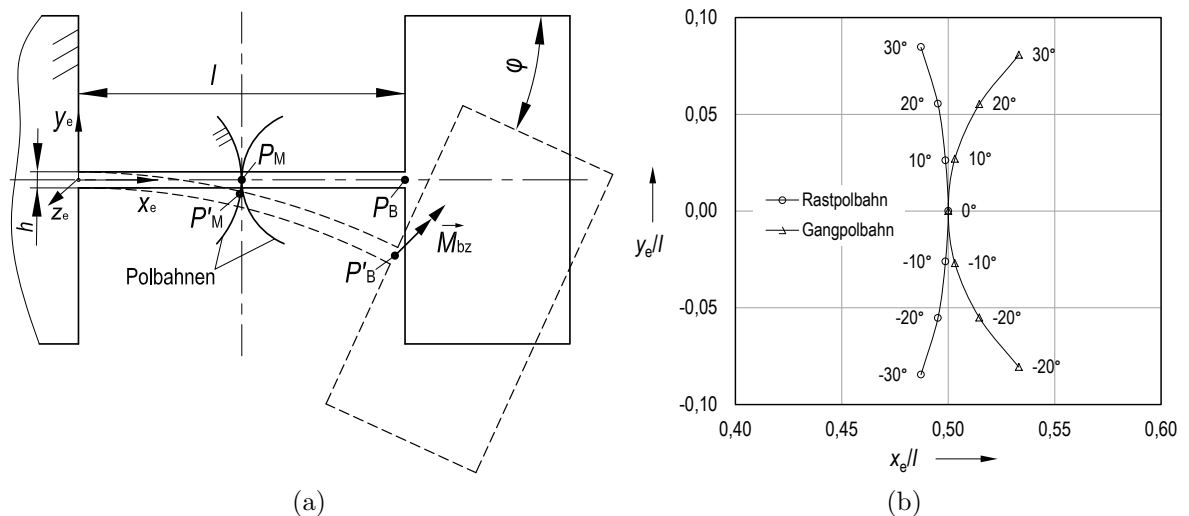 l
φ
y_e
P_M
x_e
P_B
z_e
P'_M
h
M_bz
P'_B
Polbahnen
(a)
0,10
30°
30°
20°
20°
0,05
10°
10°
Rastpolbahn
0,00
0°
Gangpolbahn
y_e/l
-10°
-10°
-0,05
-20°
-20°
-30°
-20°
-0,10
0,40
0,45
0,50
0,55
0,60
x_e/l
(b)